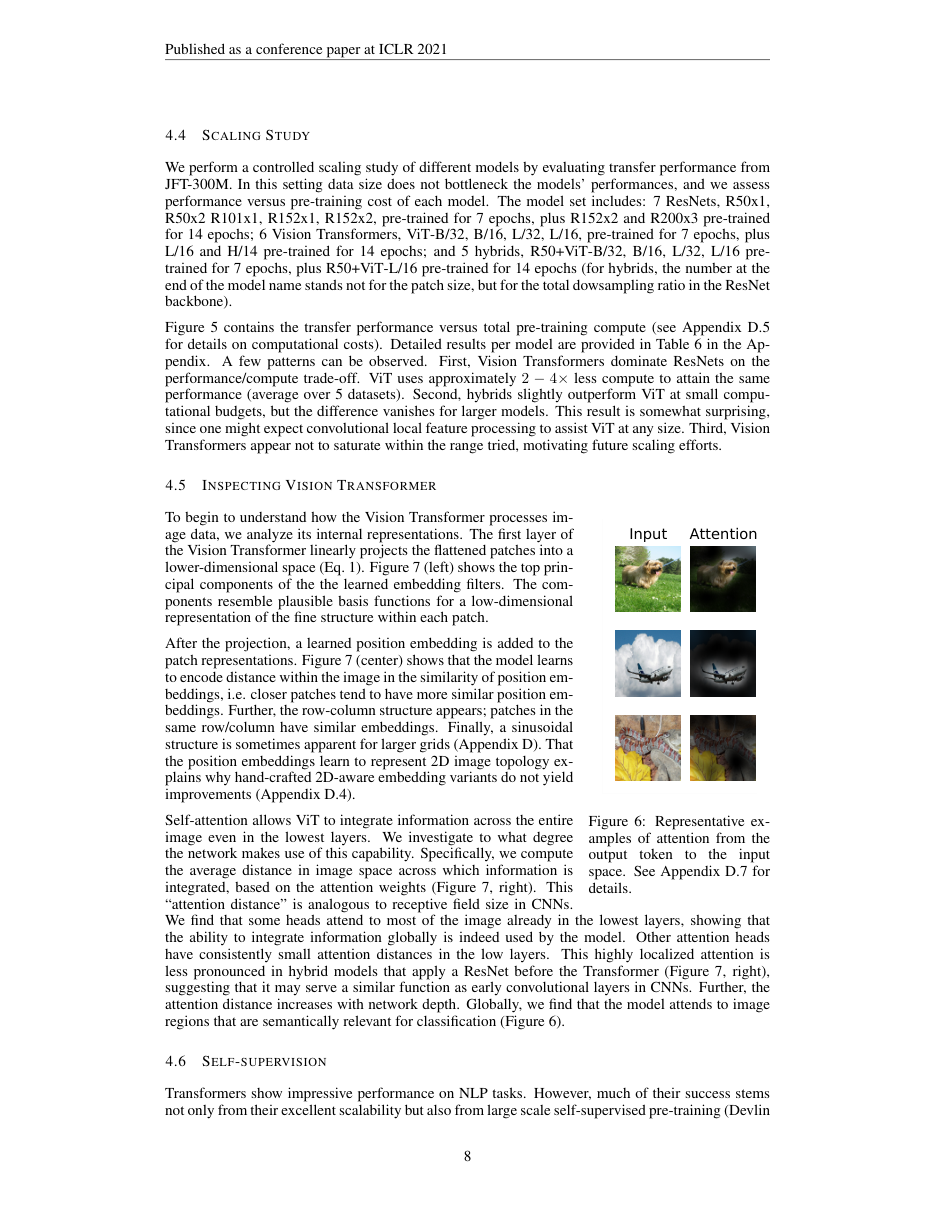 Published as a conference paper at ICLR 2021
4.4 SCALING STUDY
We perform a controlled scaling study of different models by evaluating transfer performance from
JFT-300M. In this setting data size does not bottleneck the models' performances, and we assess
performance versus pre-training cost of each model. The model set includes: 7 ResNets, R50x1,
R50x2 R101x1, R152x1, R152x2, pre-trained for 7 epochs, plus R152x2 and R200x3 pre-trained
for 14 epochs; 6 Vision Transformers, ViT-B/32, B/16, L/32, L/16, pre-trained for 7 epochs, plus
L/16 and H/14 pre-trained for 14 epochs; and 5 hybrids, R50+ViT-B/32, B/16, L/32, L/16 pre-
trained for 7 epochs, plus R50+ViT-L/16 pre-trained for 14 epochs (for hybrids, the number at the
end of the model name stands not for the patch size, but for the total dowsampling ratio in the ResNet
backbone).
Figure 5 contains the transfer performance versus total pre-training compute (see Appendix D.5
for details on computational costs). Detailed results per model are provided in Table 6 in the Ap-
pendix. A few patterns can be observed. First, Vision Transformers dominate ResNets on the
performance/compute trade-off. ViT uses approximately 2 − 4× less compute to attain the same
performance (average over 5 datasets). Second, hybrids slightly outperform ViT at small compu-
tational budgets, but the difference vanishes for larger models. This result is somewhat surprising,
since one might expect convolutional local feature processing to assist ViT at any size. Third, Vision
Transformers appear not to saturate within the range tried, motivating future scaling efforts.
4.5 INSPECTING VISION TRANSFORMER
To begin to understand how the Vision Transformer processes im-
age data, we analyze its internal representations. The first layer of
the Vision Transformer linearly projects the flattened patches into a
lower-dimensional space (Eq. 1). Figure 7 (left) shows the top prin-
cipal components of the the learned embedding filters. The com-
ponents resemble plausible basis functions for a low-dimensional
representation of the fine structure within each patch.
After the projection, a learned position embedding is added to the
patch representations. Figure 7 (center) shows that the model learns
to encode distance within the image in the similarity of position em-
beddings, i.e. closer patches tend to have more similar position em-
beddings. Further, the row-column structure appears; patches in the
same row/column have similar embeddings. Finally, a sinusoidal
structure is sometimes apparent for larger grids (Appendix D). That
the position embeddings learn to represent 2D image topology ex-
plains why hand-crafted 2D-aware embedding variants do not yield
improvements (Appendix D.4).
Self-attention allows ViT to integrate information across the entire
image even in the lowest layers. We investigate to what degree
the network makes use of this capability. Specifically, we compute
the average distance in image space across which information is
integrated, based on the attention weights (Figure 7, right). This
“attention distance” is analogous to receptive field size in CNNs.
Input Attention
Figure 6: Representative ex-
amples of attention from the
output token to the input
space. See Appendix D.7 for
details.
We find that some heads attend to most of the image already in the lowest layers, showing that
the ability to integrate information globally is indeed used by the model. Other attention heads
have consistently small attention distances in the low layers. This highly localized attention is
less pronounced in hybrid models that apply a ResNet before the Transformer (Figure 7, right),
suggesting that it may serve a similar function as early convolutional layers in CNNs. Further, the
attention distance increases with network depth. Globally, we find that the model attends to image
regions that are semantically relevant for classification (Figure 6).
4.6 SELF-SUPERVISION
Transformers show impressive performance on NLP tasks. However, much of their success stems
not only from their excellent scalability but also from large scale self-supervised pre-training (Devlin
8